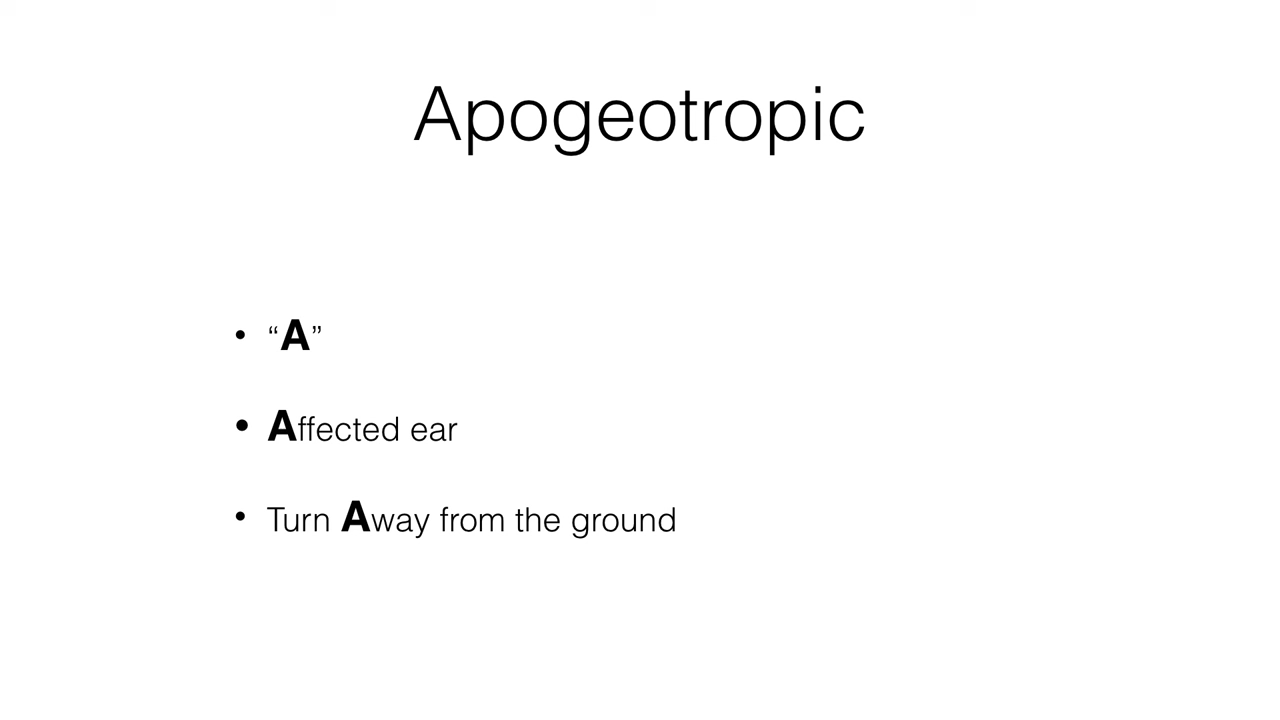 Apogeotropic
• “A”
• Affected ear
• Turn Away from the ground